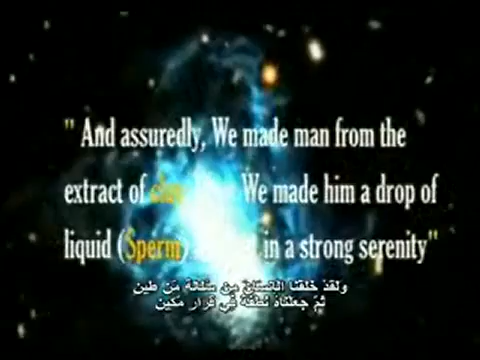 " And assuredly, We made man from the
extract of clay We made him a drop of
liquid (Sperm) in a strong serenity"
ولقد خلقنا الإنسان من سلالة من طين
ثم جعلناه نطفة في قرار مكين